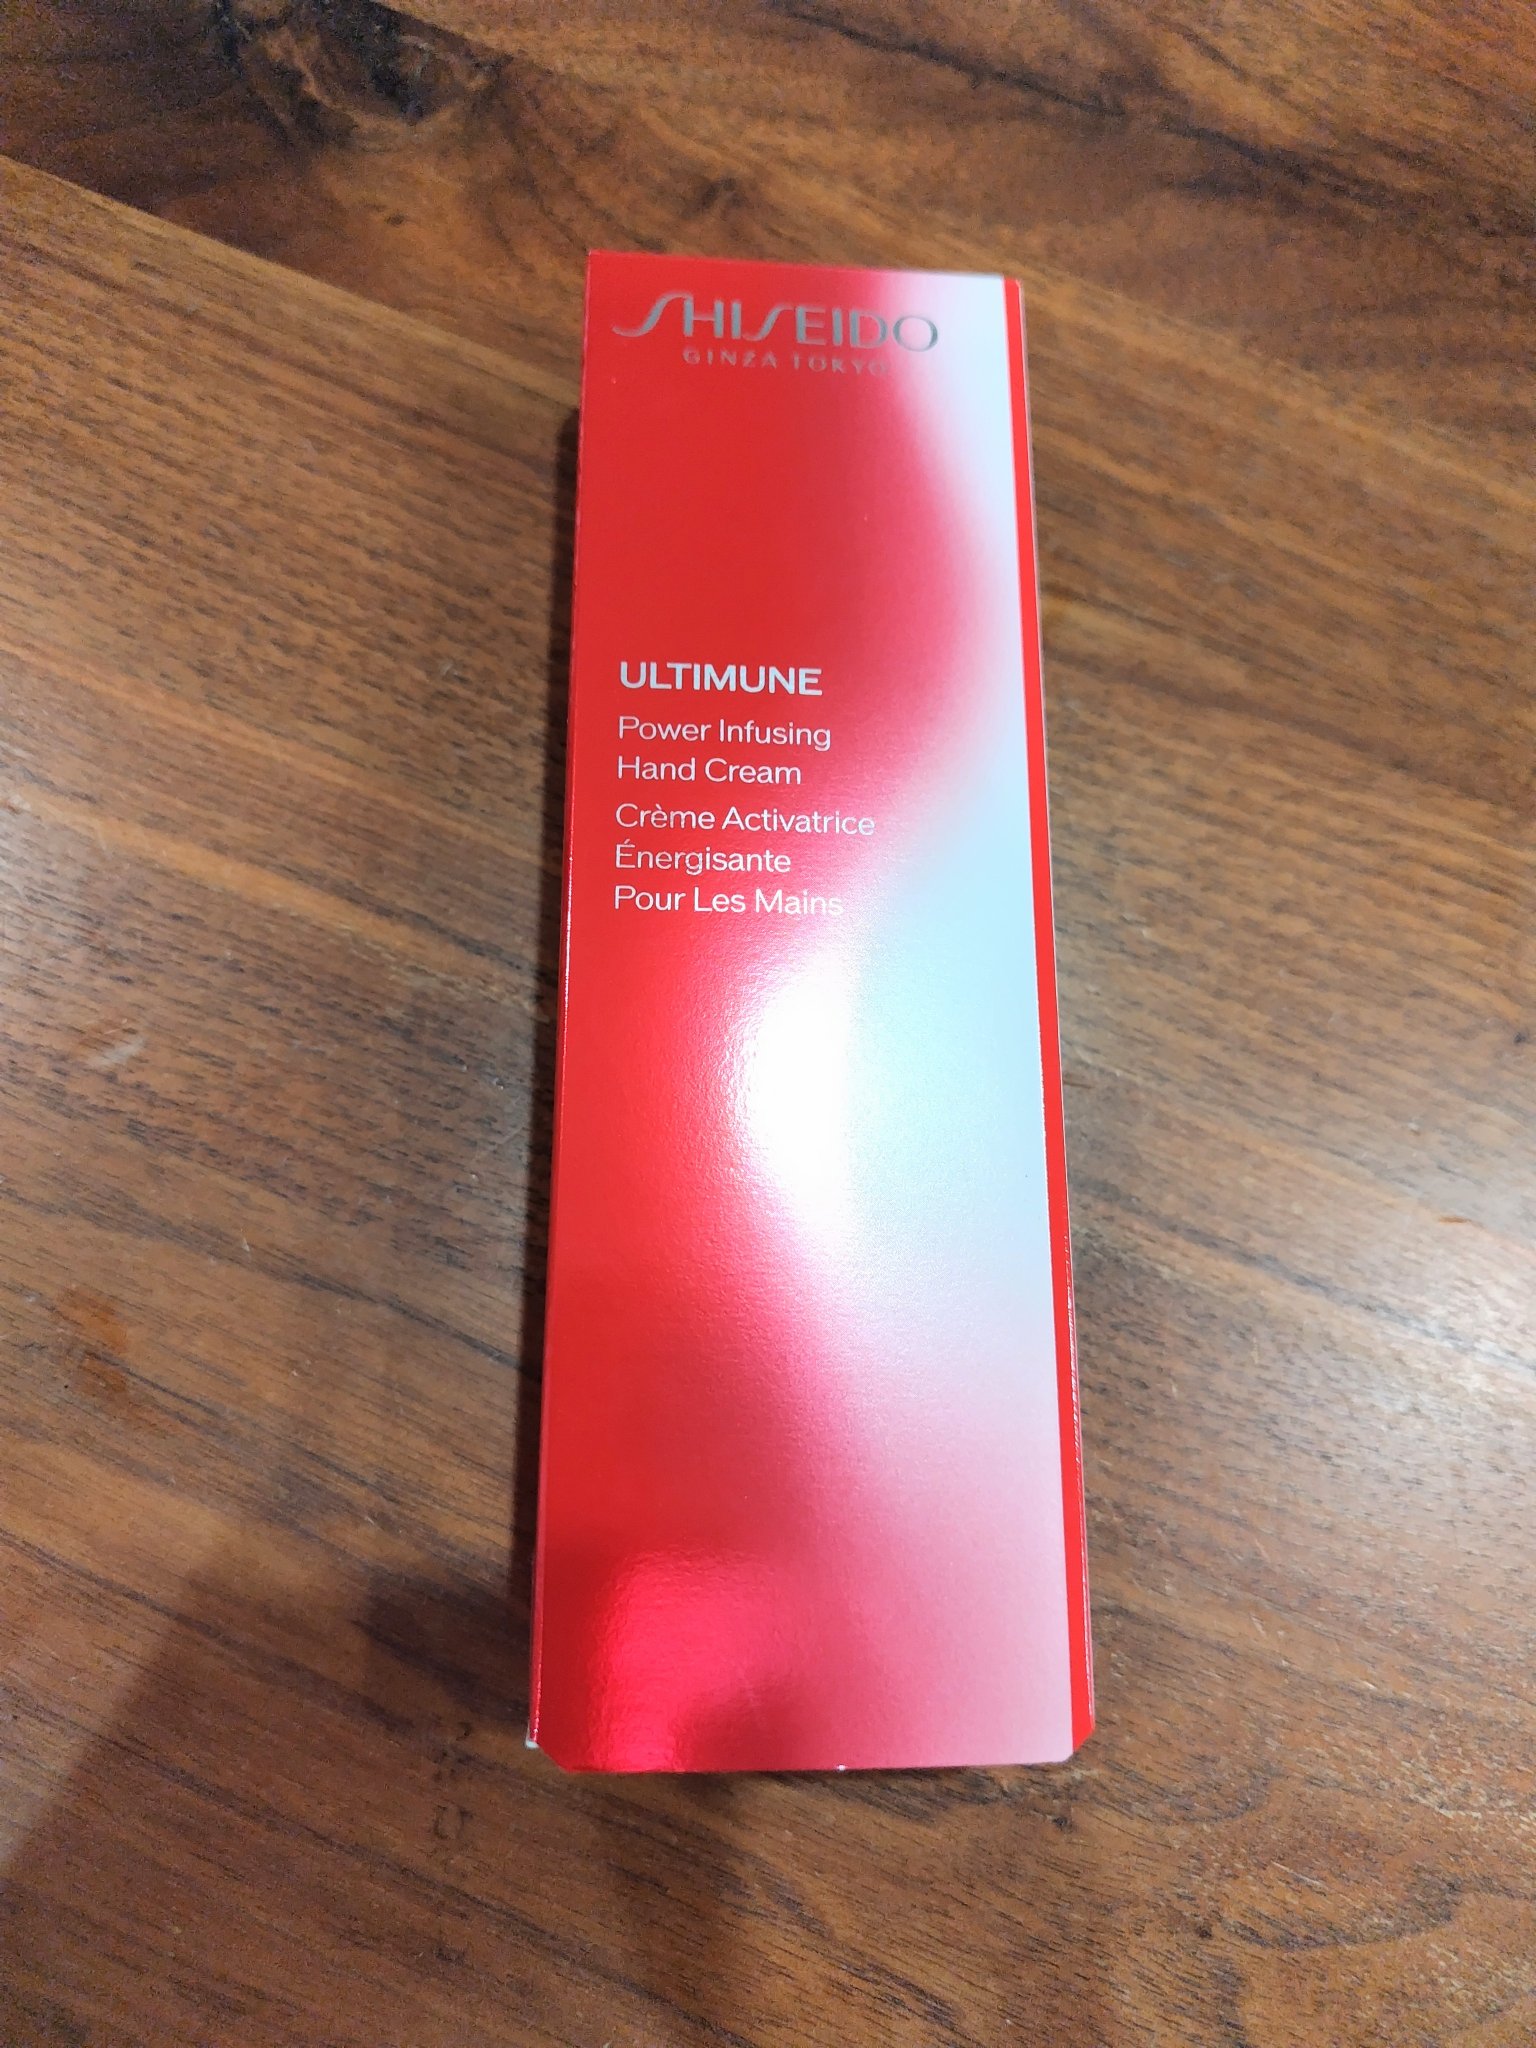 SHISEIDO
GINZA TOKYO
ULTIMUNE
Power Infusing
Hand Cream
Crème Activatrice
Énergisante
Pour Les Mains